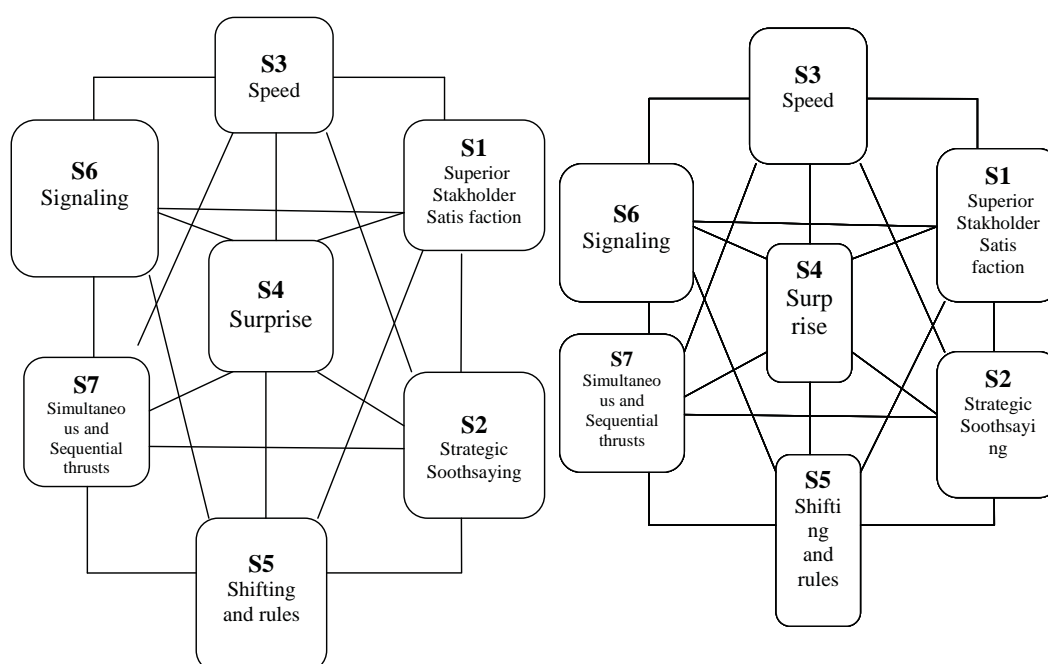 S3
Speed
S6
Signaling
S1
Superior
Stakholder
Satis faction
S4
Surprise
S7
Simultaneo
us and
Sequential
thrusts
S2
Strategic
Soothsaying
S5
Shifting
and rules
S3
Speed
S6
Signaling
S1
Superior
Stakholder
Satis
faction
S4
Surp
rise
S7
Simultaneo
us and
Sequential
thrusts
S2
Strategic
Soothsayi
ng
S5
Shifti
ng
and
rules